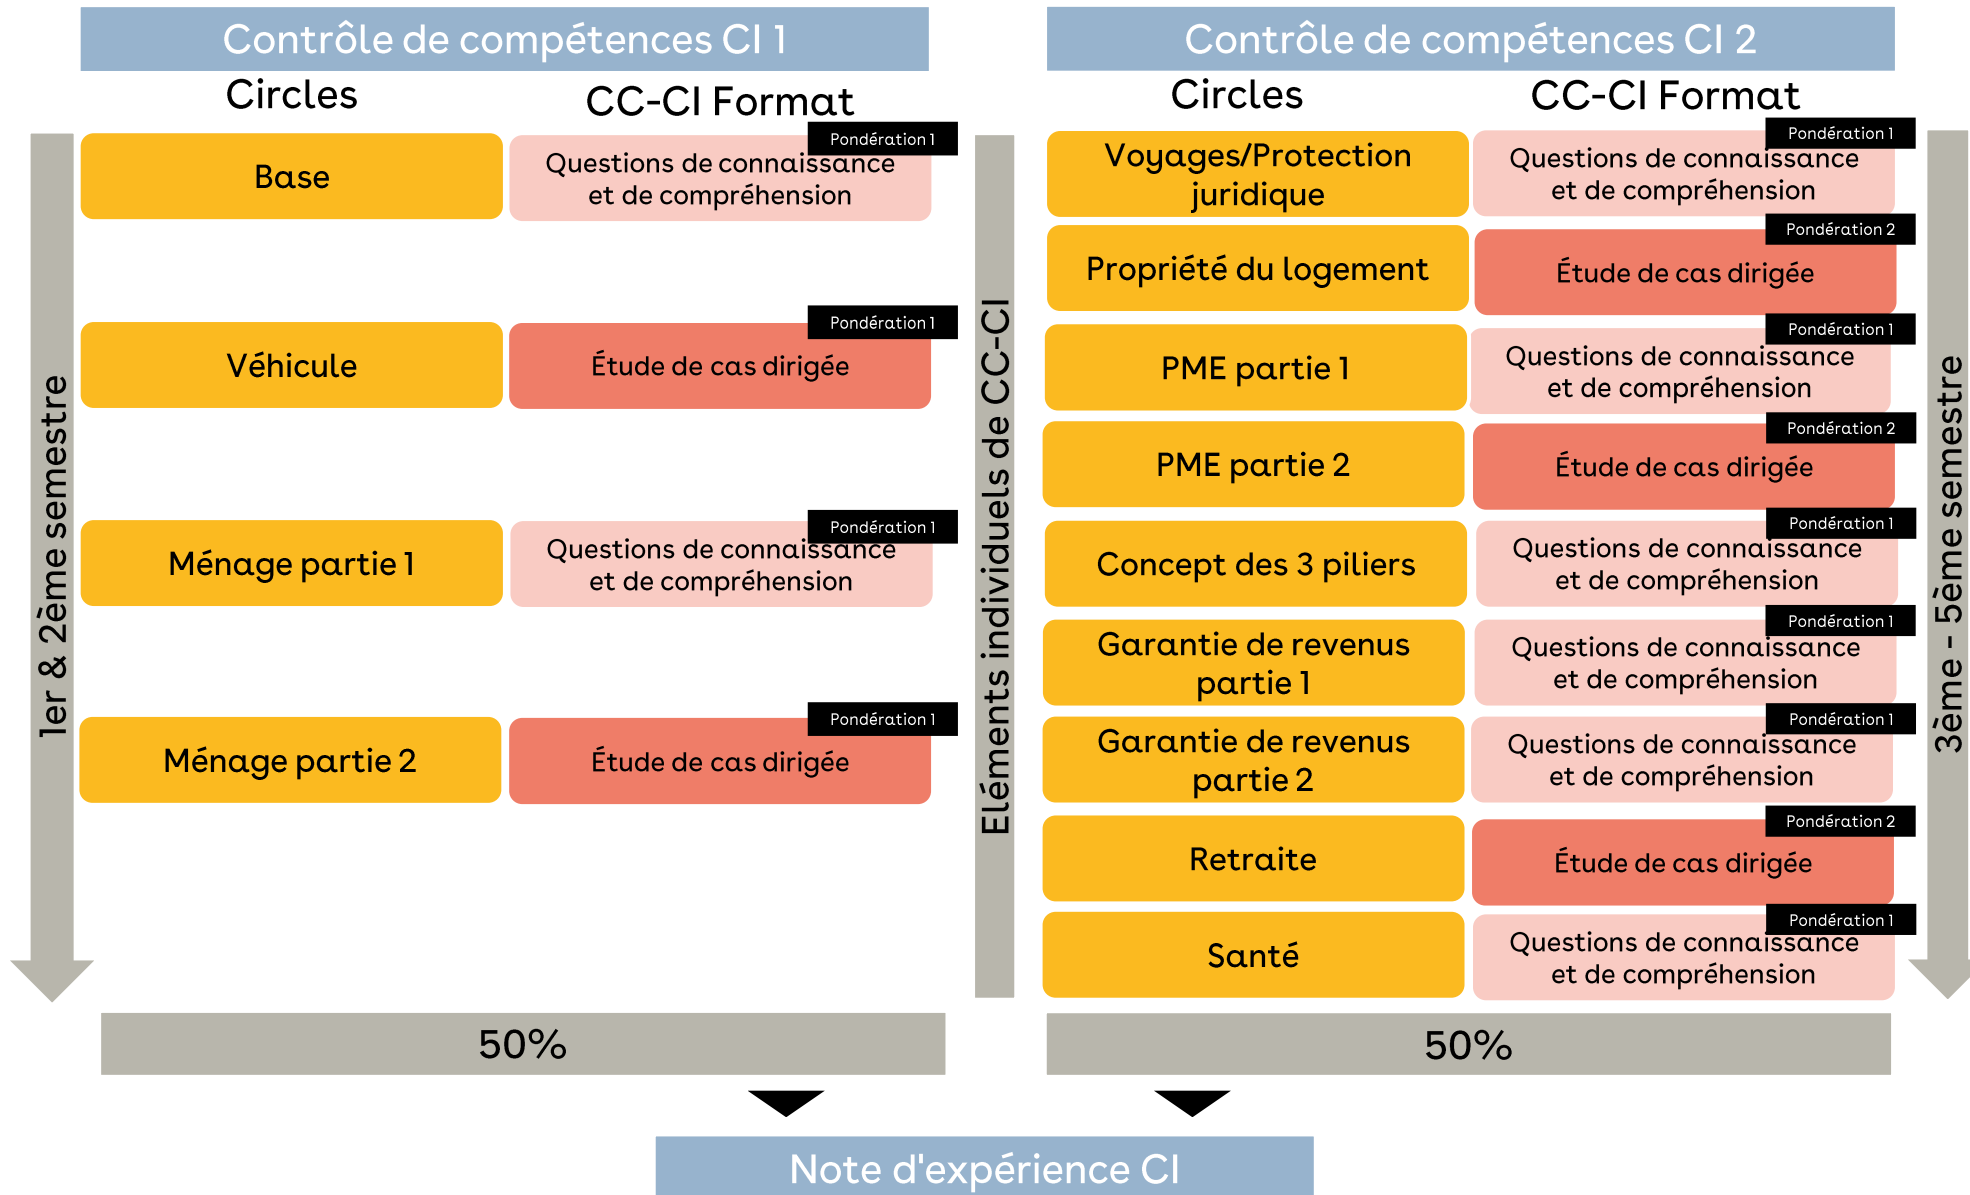 Contrôle de compétences CI 1
Circles
CC-CI Format
1er & 2ème semestre
Base
Pondération 1
Questions de connaissance
et de compréhension
Véhicule
Pondération 1
Étude de cas dirigée
Ménage partie 1
Pondération 1
Questions de connaissance
et de compréhension
Ménage partie 2
Pondération 1
Étude de cas dirigée
50%
Eléments individuels de CC-CI
Contrôle de compétences CI 2
Circles
CC-CI Format
Voyages/Protection
juridique
Pondération 1
Questions de connaissance
et de compréhension
Propriété du logement
Pondération 2
Étude de cas dirigée
PME partie 1
Pondération 1
Questions de connaissance
et de compréhension
PME partie 2
Pondération 2
Étude de cas dirigée
Concept des 3 piliers
Pondération 1
Questions de connaissance
et de compréhension
Garantie de revenus
partie 1
Pondération 1
Questions de connaissance
et de compréhension
Garantie de revenus
partie 2
Pondération 1
Questions de connaissance
et de compréhension
Retraite
Pondération 2
Étude de cas dirigée
Santé
Pondération 1
Questions de connaissance
et de compréhension
3ème - 5ème semestre
50%
Note d'expérience CI